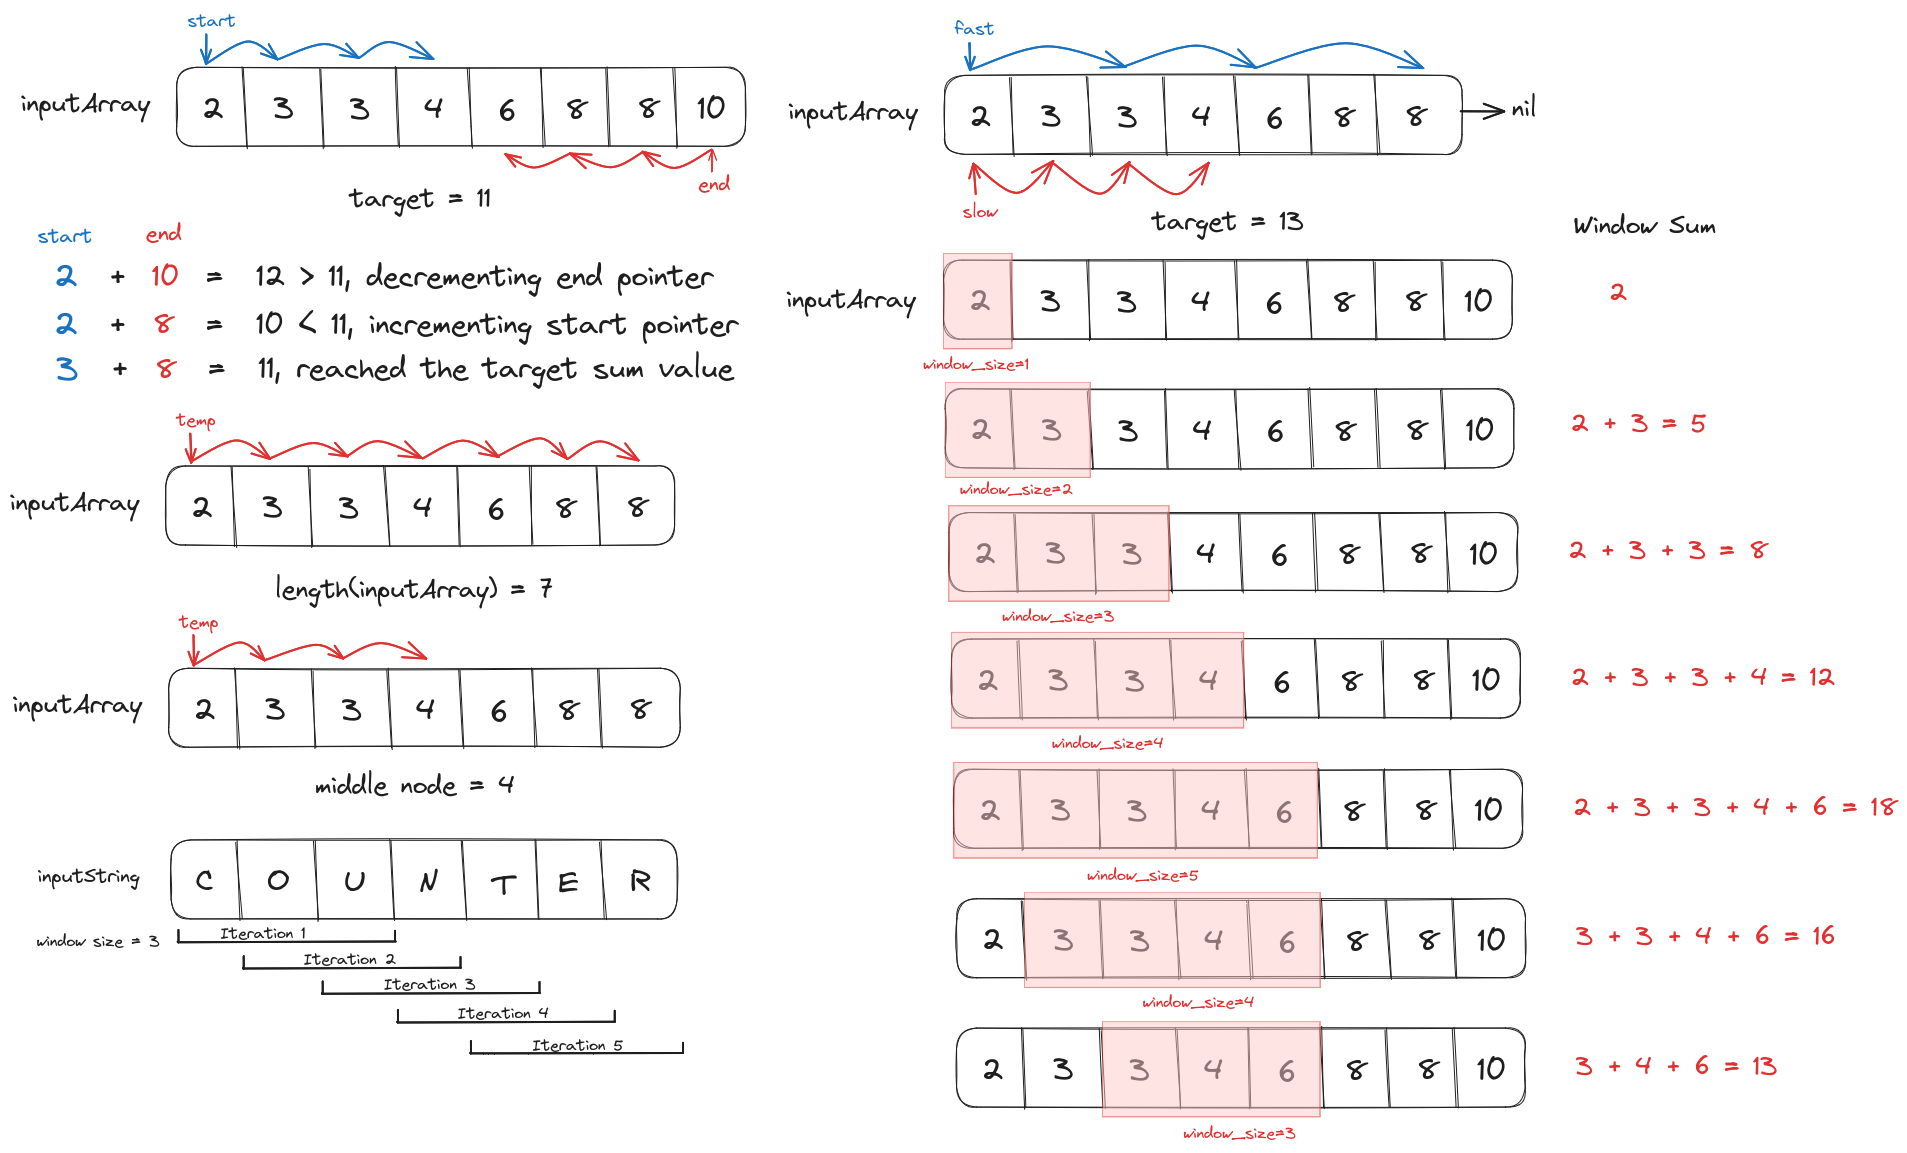 start
inputArray 2 3 3 4 6 8 8 10
end
target = 11
start end
2 + 10 = 12 > 11, decrementing end pointer
2 + 8 = 10 < 11, incrementing start pointer
3 + 8 = 11, reached the target sum value
temp
inputArray 2 3 3 4 6 8 8
length(inputArray) = 7
temp
inputArray 2 3 3 4 6 8 8
middle node = 4
inputString C O U N T E R
window size = 3
Iteration 1
Iteration 2
Iteration 3
Iteration 4
Iteration 5
fast
inputArray 2 3 3 4 6 8 8 nil
slow
target = 13
Window Sum
inputArray 2 3 3 4 6 8 8 10
2
window_size=1
2 3 3 4 6 8 8 10
2 + 3 = 5
window_size=2
2 3 3 4 6 8 8 10
2 + 3 + 3 = 8
window_size=3
2 3 3 4 6 8 8 10
2 + 3 + 3 + 4 = 12
window_size=4
2 3 3 4 6 8 8 10
2 + 3 + 3 + 4 + 6 = 18
window_size=5
2 3 3 4 6 8 8 10
3 + 3 + 4 + 6 = 16
window_size=4
2 3 3 4 6 8 8 10
3 + 4 + 6 = 13
window_size=3